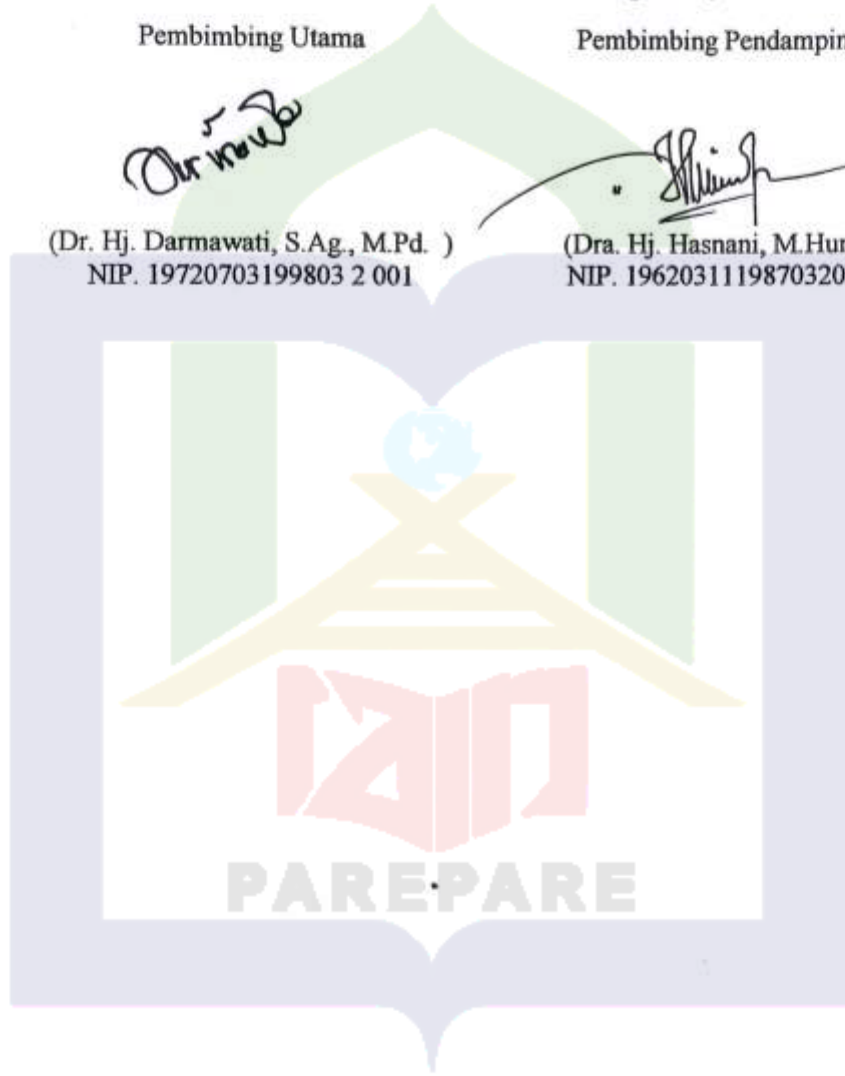 Pembimbing Utama
Pembimbing Pendampin
(Dr. Hj. Darmawati, S.Ag., M.Pd. )
NIP. 19720703199803 2 001
(Dra. Hj. Hasnani, M.Hur
NIP. 1962031119870320
iain
PAREPARE